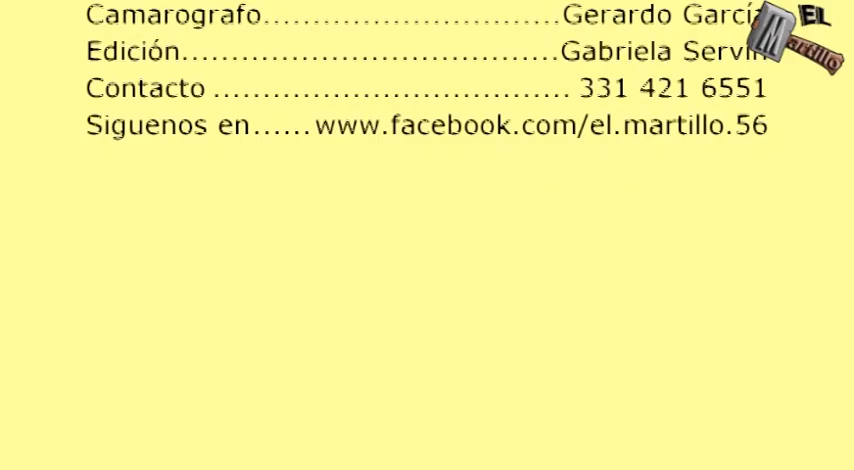 Camarografo..............................Gerardo García
Edición......................................Gabriela Servin
Contacto .................................... 331 421 6551
Siguenos en......www.facebook.com/el.martillo.56
EL
Martillo